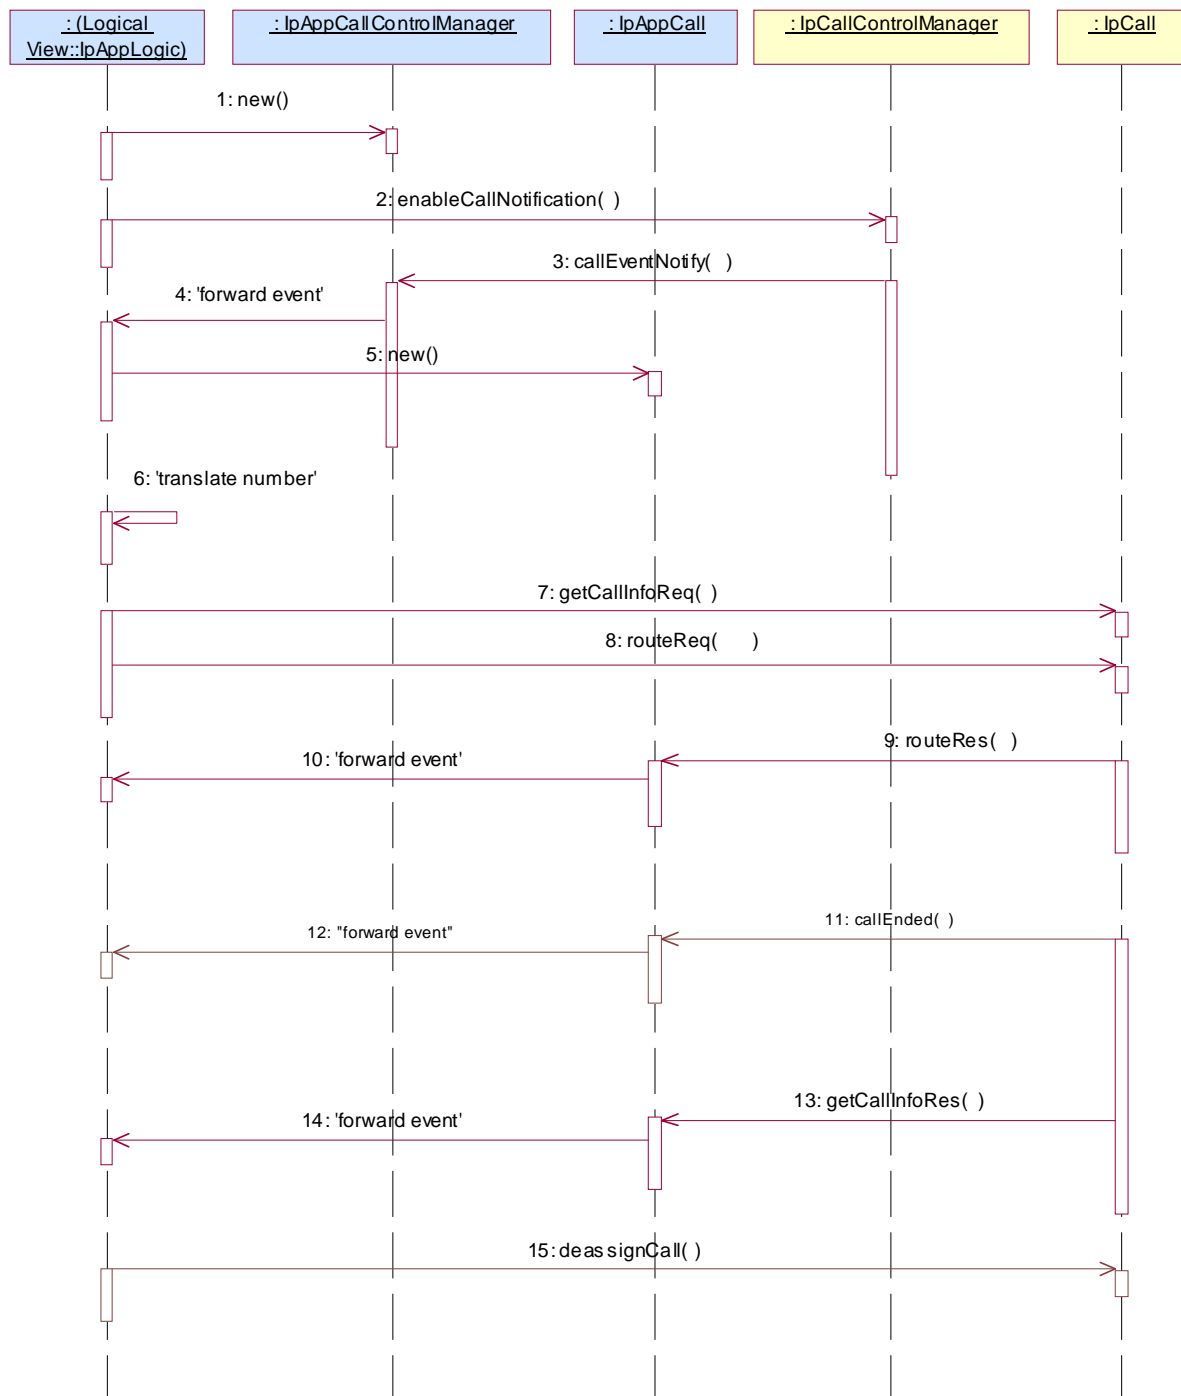 : (Logical
View::IpAppLogic)
: IpAppCallControlManager
: IpAppCall
: IpCallControlManager
: IpCall
1: new()
2: enableCallNotification(  )
3: callEventNotify(  )
4: 'forward event'
5: new()
6: 'translate number'
7: getCallInfoReq(  )
8: routeReq(      )
9: routeRes(  )
10: 'forward event'
11: callEnded(  )
12: "forward event"
13: getCallInfoRes(  )
14: 'forward event'
15: deassignCall( )